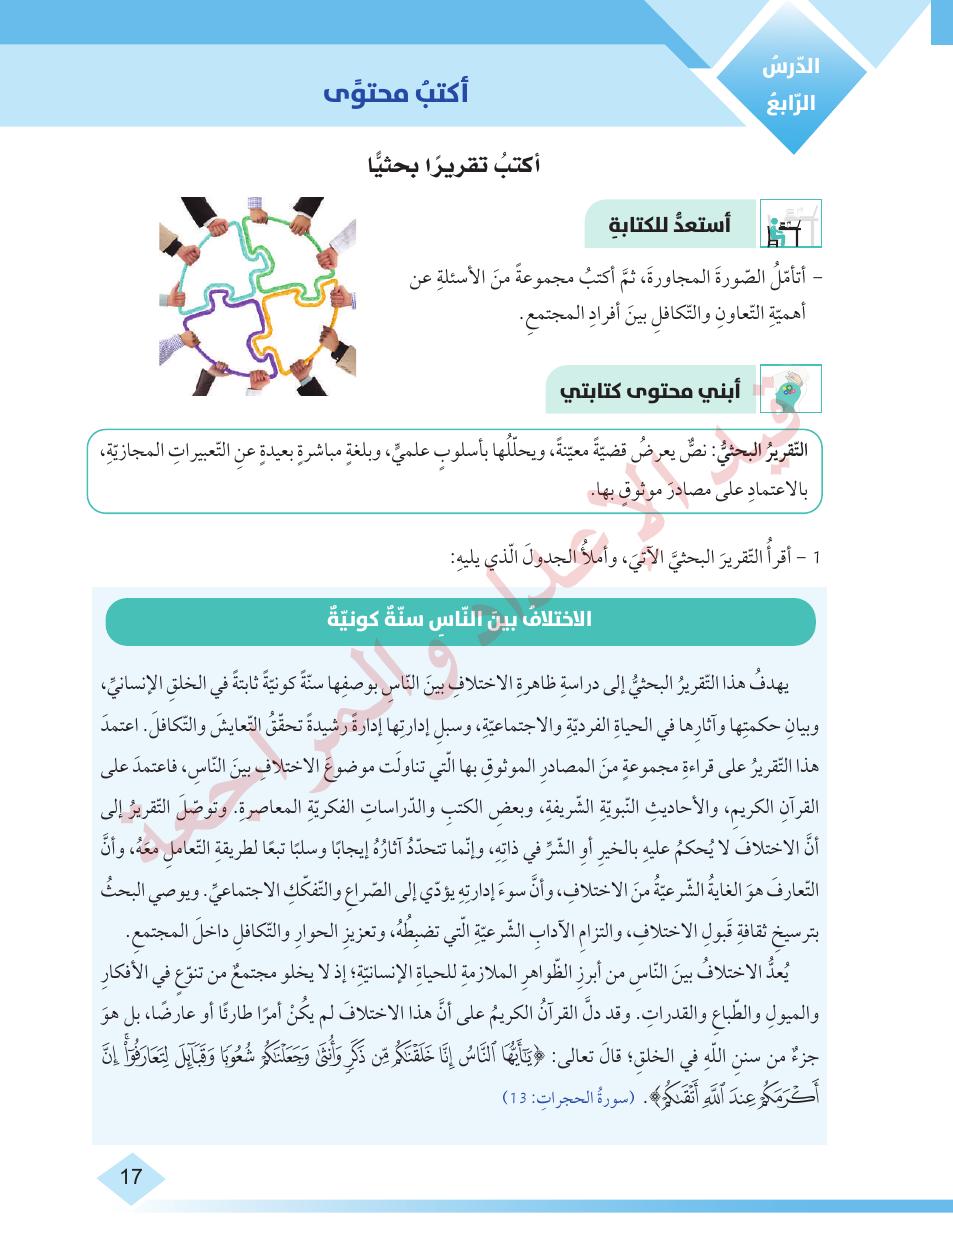 الدّرسُ
الرّابعُ
أكتبُ محتوًى
أكتبُ تقريرًا بحثيًّا
أستعدُّ للكتابةِ
– أتأمّلُ الصّورةَ المجاورةَ، ثمَّ أكتبُ مجموعةً منَ الأسئلةِ عن
أهميّةِ التّعاونِ والتّكافلِ بينَ أفرادِ المجتمعِ.
أبني محتوى كتابتي
التّقريرُ البحثيُّ: نصٌّ يعرضُ قضيّةً معيّنةً، ويحلّلُها بأسلوبٍ علميٍّ، وبلغةٍ مباشرةٍ بعيدةٍ عنِ التّعبيراتِ المجازيّةِ،
بالاعتمادِ على مصادرَ موثوقٍ بها.
1 – أقرأُ التّقريرَ البحثيَّ الآتيَ، وأملأُ الجدولَ الّذي يليهِ:
الاختلافُ بينَ النّاسِ سنّةٌ كونيّةٌ
يهدفُ هذا التّقريرُ البحثيُّ إلى دراسةِ ظاهرةِ الاختلافِ بينَ النّاسِ بوصفِها سنّةً كونيّةً ثابتةً في الخلقِ الإنسانيِّ،
وبيانِ حكمتِها وآثارِها في الحياةِ الفرديّةِ والاجتماعيّةِ، وسبلِ إدارتِها إدارةً رشيدةً تحقّقُ التّعايشَ والتّكافلَ. اعتمدَ
هذا التّقريرُ على قراءةِ مجموعةٍ منَ المصادرِ الموثوقِ بها الّتي تناولَت موضوعَ الاختلافِ بينَ النّاسِ، فاعتمدَ على
القرآنِ الكريمِ، والأحاديثِ النّبويّةِ الشّريفةِ، وبعضِ الكتبِ والدّراساتِ الفكريّةِ المعاصرةِ. وتوصّلَ التّقريرُ إلى
أنَّ الاختلافَ لا يُحكمُ عليهِ بالخيرِ أوِ الشّرِّ في ذاتِهِ، وإنّما تتحدّدُ آثارُهُ إيجابًا وسلبًا تبعًا لطريقةِ التّعاملِ معَهُ، وأنَّ
التّعارفَ هوَ الغايةُ الشّرعيّةُ منَ الاختلافِ، وأنَّ سوءَ إدارتِهِ يؤدّي إلى الصّراعِ والتّفكّكِ الاجتماعيِّ. ويوصي البحثُ
بترسيخِ ثقافةِ قَبولِ الاختلافِ، والتزامِ الآدابِ الشّرعيّةِ الّتي تضبِطُهُ، وتعزيزِ الحوارِ والتّكافلِ داخلَ المجتمعِ.
يُعدُّ الاختلافُ بينَ النّاسِ من أبرزِ الظّواهرِ الملازمةِ للحياةِ الإنسانيّةِ؛ إذ لا يخلو مجتمعٌ من تنوّعٍ في الأفكارِ
والميولِ والطّباعِ والقدراتِ. وقد دلَّ القرآنُ الكريمُ على أنَّ هذا الاختلافَ لم يكُنْ أمرًا طارئًا أو عارضًا، بل هوَ
جزءٌ من سننِ اللّهِ في الخلقِ؛ قالَ تعالى: ﴿يَٰٓأَيُّهَا ٱلنَّاسُ إِنَّا خَلَقۡنَٰكُم مِّن ذَكَرٖ وَأُنثَىٰ وَجَعَلۡنَٰكُمۡ شُعُوبٗا وَقَبَآئِلَ لِتَعَارَفُوٓاْۚ إِنَّ
أَكۡرَمَكُمۡ عِندَ ٱللَّهِ أَتۡقَىٰكُمۡ﴾. (سورةُ الحجراتِ: 13)
قيد الإعداد والمراجعة
17